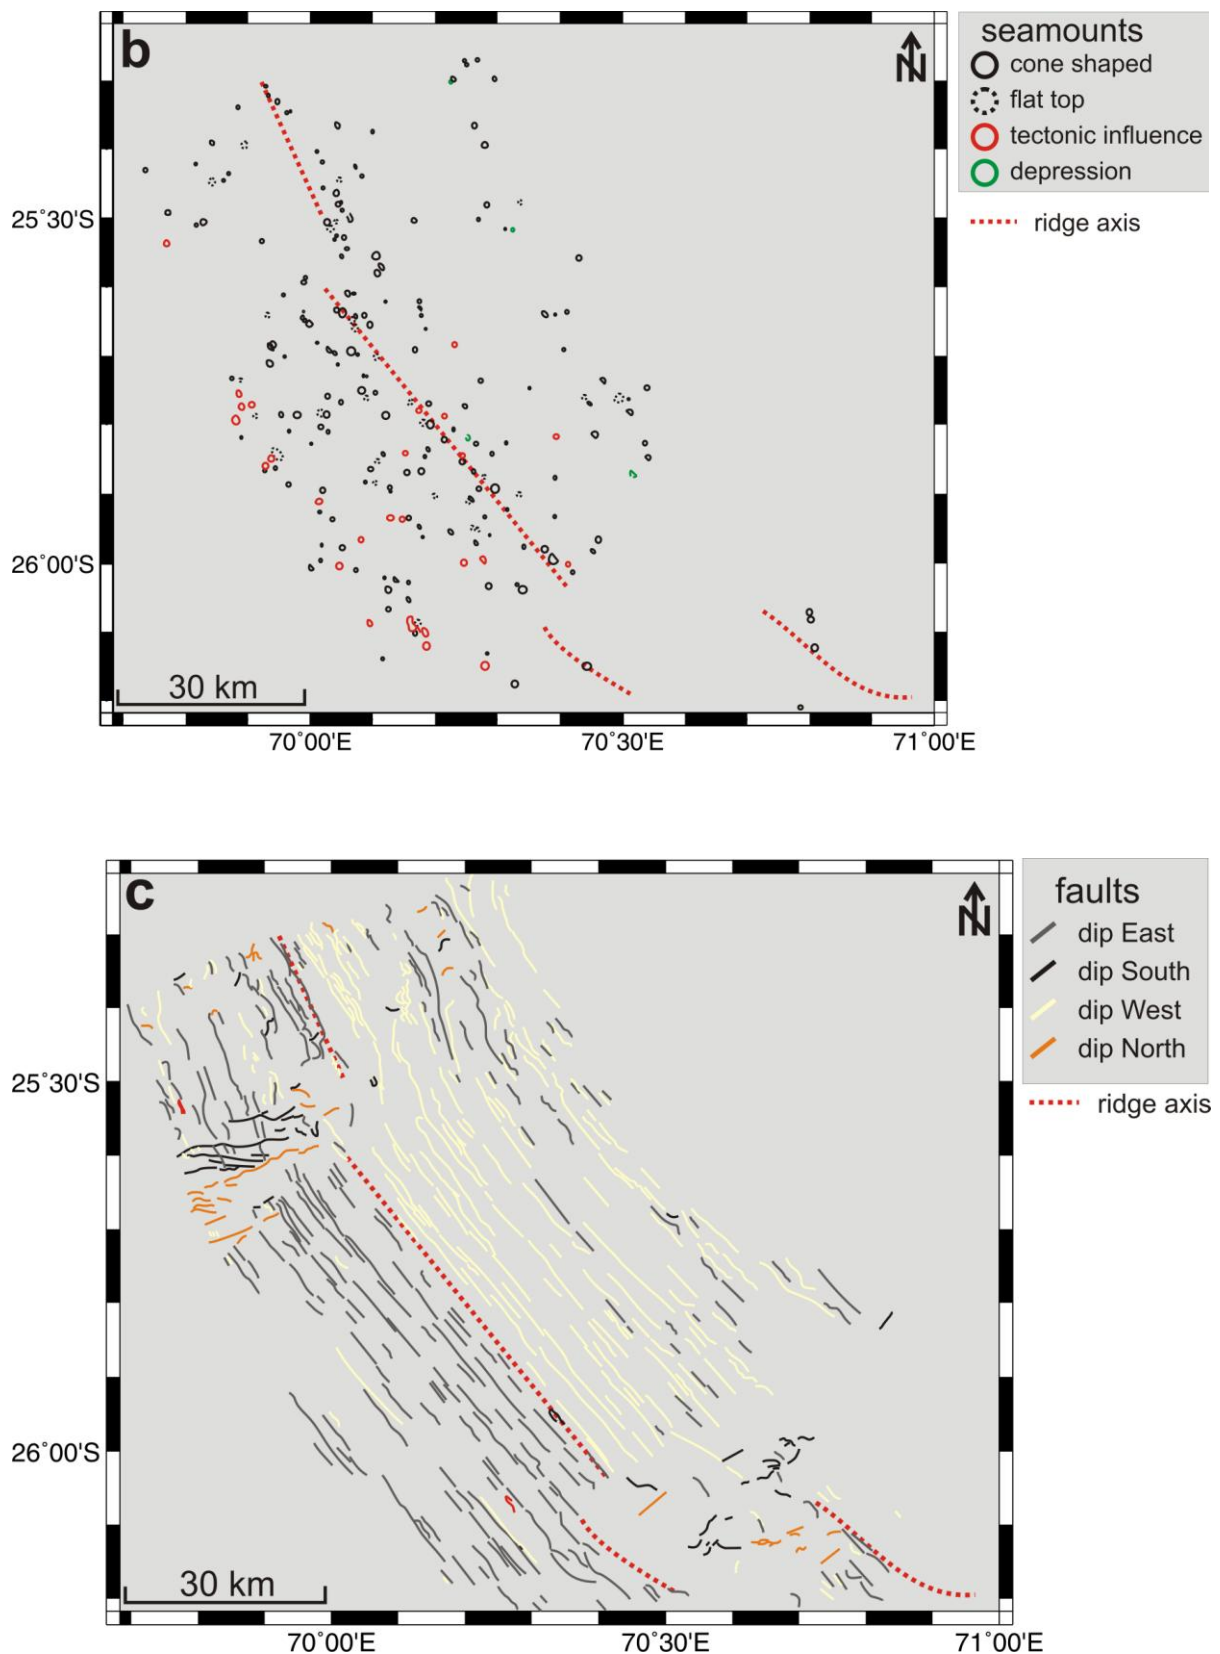 b
N
seamounts
cone shaped
flat top
tectonic influence
depression
ridge axis
25°30'S
26°00'S
30 km
70°00'E
70°30'E
71°00'E
c
N
faults
dip East
dip South
dip West
dip North
ridge axis
25°30'S
26°00'S
30 km
70°00'E
70°30'E
71°00'E